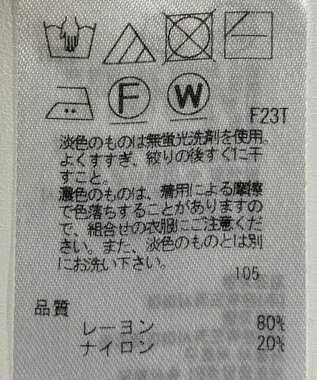 F
W
F23T
淡色のものは無蛍光洗剤を使用。
よくすすぎ、絞りの後すぐに干
すこと。
濃色のものは、着用による摩擦
で色落ちすることがありますの
で、組合せの衣服にご注意くだ
さい。また、淡色のものとは別
にお洗い下さい。
105
品質
レーヨン 80%
ナイロン 20%